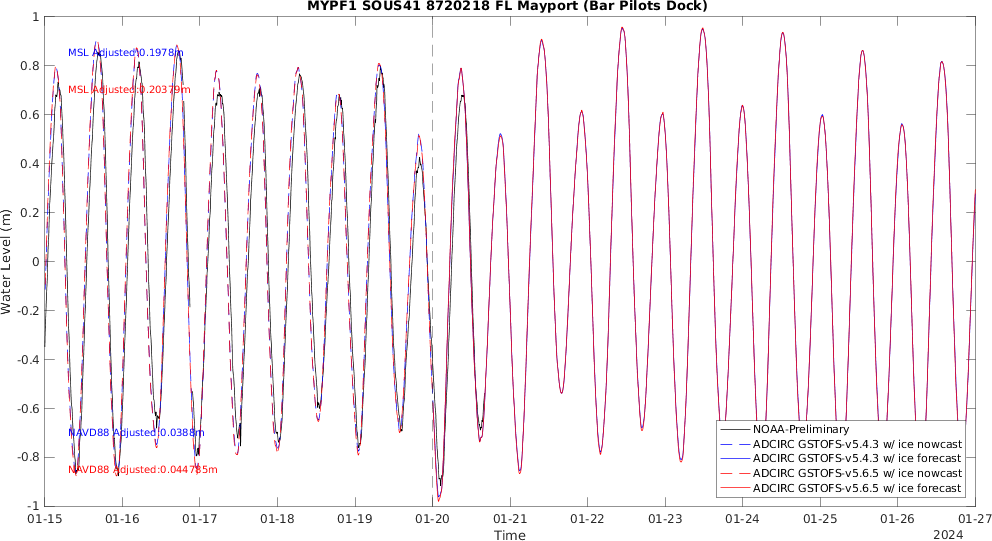 MYPF1 SOUS41 8720218 FL Mayport (Bar Pilots Dock)
1
0.8
0.6
0.4
0.2
0
-0.2
-0.4
-0.6
-0.8
-1
Water Level (m)
MSL Adjusted:0.1978m
MSL Adjusted:0.20379m
NAVD88 Adjusted:0.0388m
NAVD88 Adjusted:0.044785m
NOAA-Preliminary
ADCIRC GSTOFS-v5.4.3 w/ ice nowcast
ADCIRC GSTOFS-v5.4.3 w/ ice forecast
ADCIRC GSTOFS-v5.6.5 w/ ice nowcast
ADCIRC GSTOFS-v5.6.5 w/ ice forecast
01-15 01-16 01-17 01-18 01-19 01-20 01-21 01-22 01-23 01-24 01-25 01-26 01-27
Time
2024